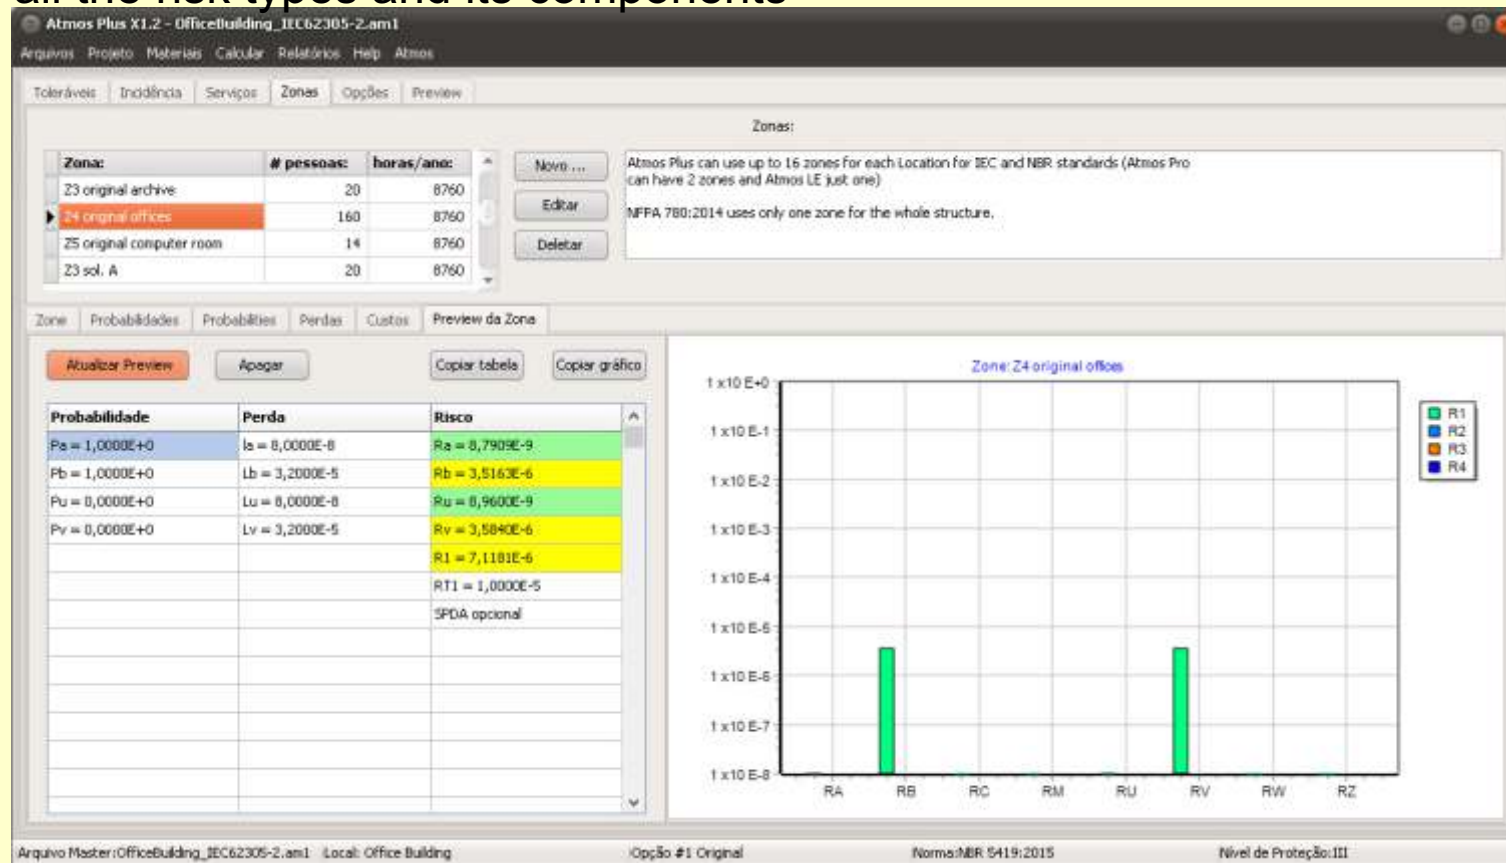 all the risk types and its components
Atmos Plus X1.2 - OfficeBuilding_IEC62305-2.am1
Arquivos Projeto Materiais Calcular Relatórios Help Atmos
Toleráveis Incidência Serviços Zonas Opções Preview
Zonas:
Zona: # pessoas: horas/ano:
Z3 original archive 20 8760
Z4 original offices 160 8760
Z5 original computer room 14 8760
Z3 sol. A 20 8760
Novo ...
Editar
Deletar
Atmos Plus can use up to 16 zones for each Location for IEC and NBR standards (Atmos Pro
can have 2 zones and Atmos LE just one)
NFPA 780:2014 uses only one zone for the whole structure.
Zone Probabilidades Probabilities Perdas Custos Preview da Zona
Atualizar Preview Apagar Copiar tabela Copiar gráfico
Probabilidade Perda Risco
Pa = 1,0000E+0 la = 8,0000E-8 Ra = 8,7909E-9
Pb = 1,0000E+0 Lb = 3,2000E-5 Rb = 3,5163E-6
Pu = 0,0000E+0 Lu = 8,0000E-8 Ru = 8,9600E-9
Pv = 0,0000E+0 Lv = 3,2000E-5 Rv = 3,5840E-6
R1 = 7,1181E-6
RT1 = 1,0000E-5
SPDA opcional
Zone: Z4 original offices
1 x10 E+0
1 x10 E-1
1 x10 E-2
1 x10 E-3
1 x10 E-4
1 x10 E-5
1 x10 E-6
1 x10 E-7
1 x10 E-8
RA RB RC RM RU RV RW RZ
R1
R2
R3
R4
Arquivo Master:OfficeBuilding_IEC62305-2.am1 Local: Office Building Opção #1 Original Norma:NBR 5419:2015 Nível de Proteção:III